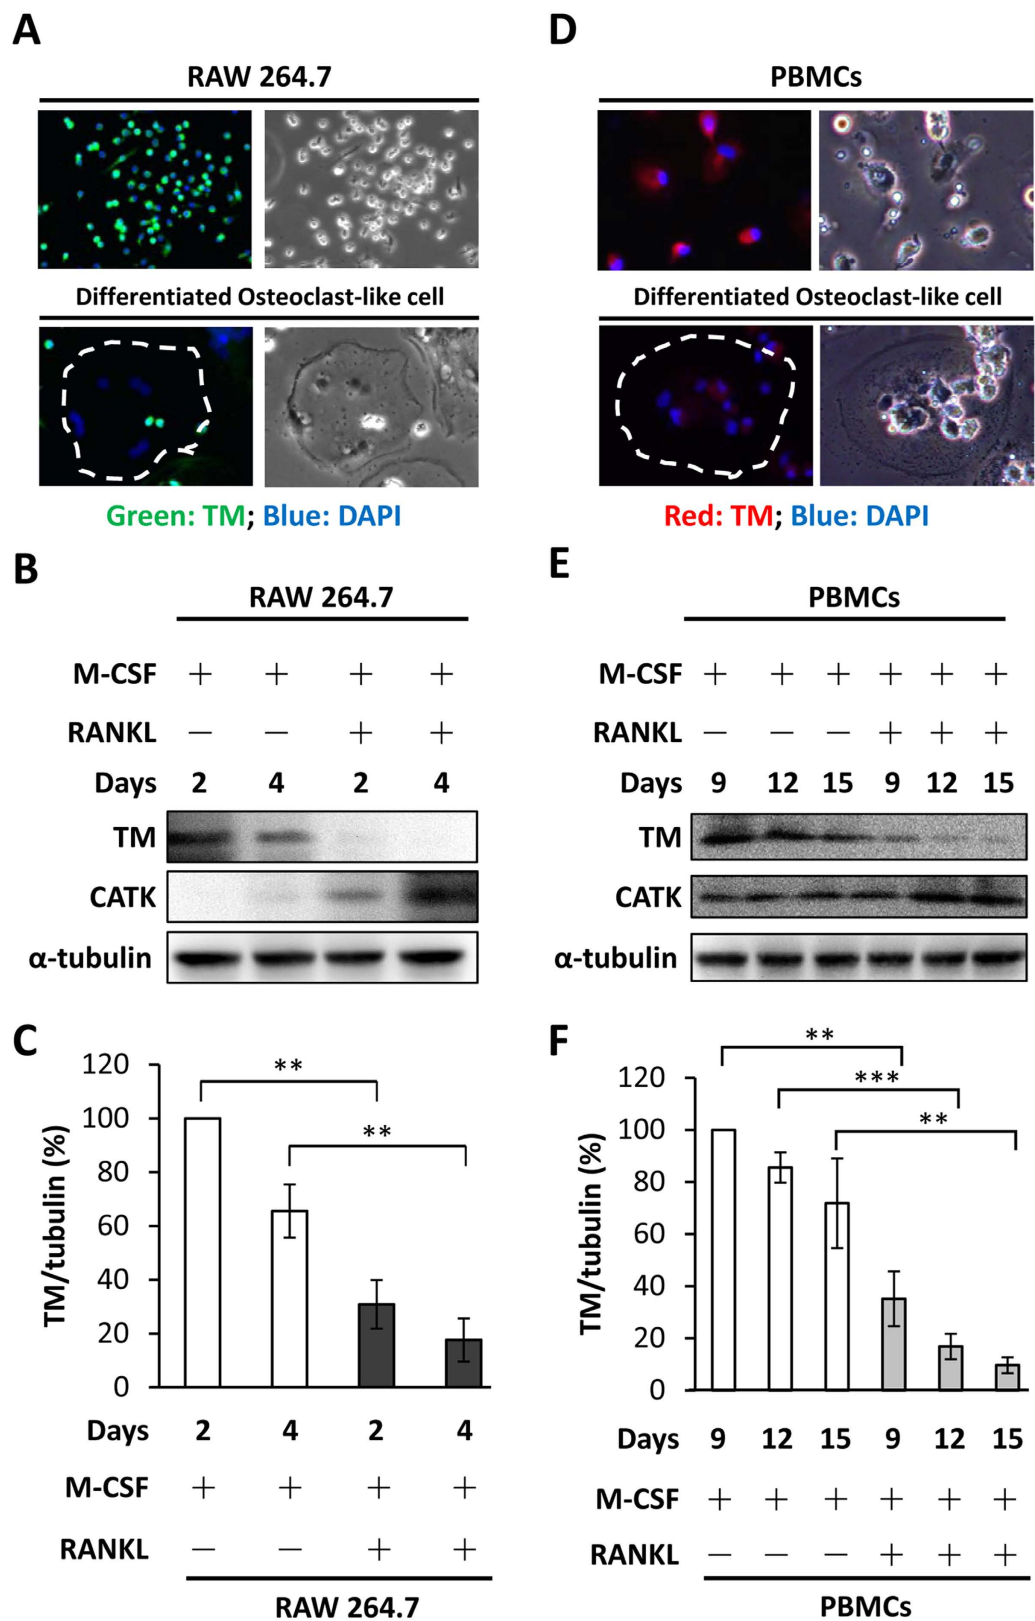 A
RAW 264.7
Differentiated Osteoclast-like cell
Green: TM; Blue: DAPI
B
RAW 264.7
M-CSF + + + +
RANKL − − + +
Days 2 4 2 4
TM
CATK
α-tubulin
C
TM/tubulin (%)
120
100
80
60
40
20
0
**
**
Days 2 4 2 4
M-CSF + + + +
RANKL − − + +
RAW 264.7
D
PBMCs
Differentiated Osteoclast-like cell
Red: TM; Blue: DAPI
E
PBMCs
M-CSF + + + + + +
RANKL − − − + + +
Days 9 12 15 9 12 15
TM
CATK
α-tubulin
F
TM/tubulin (%)
120
100
80
60
40
20
0
**
***
**
Days 9 12 15 9 12 15
M-CSF + + + + + +
RANKL − − − + + +
PBMCs